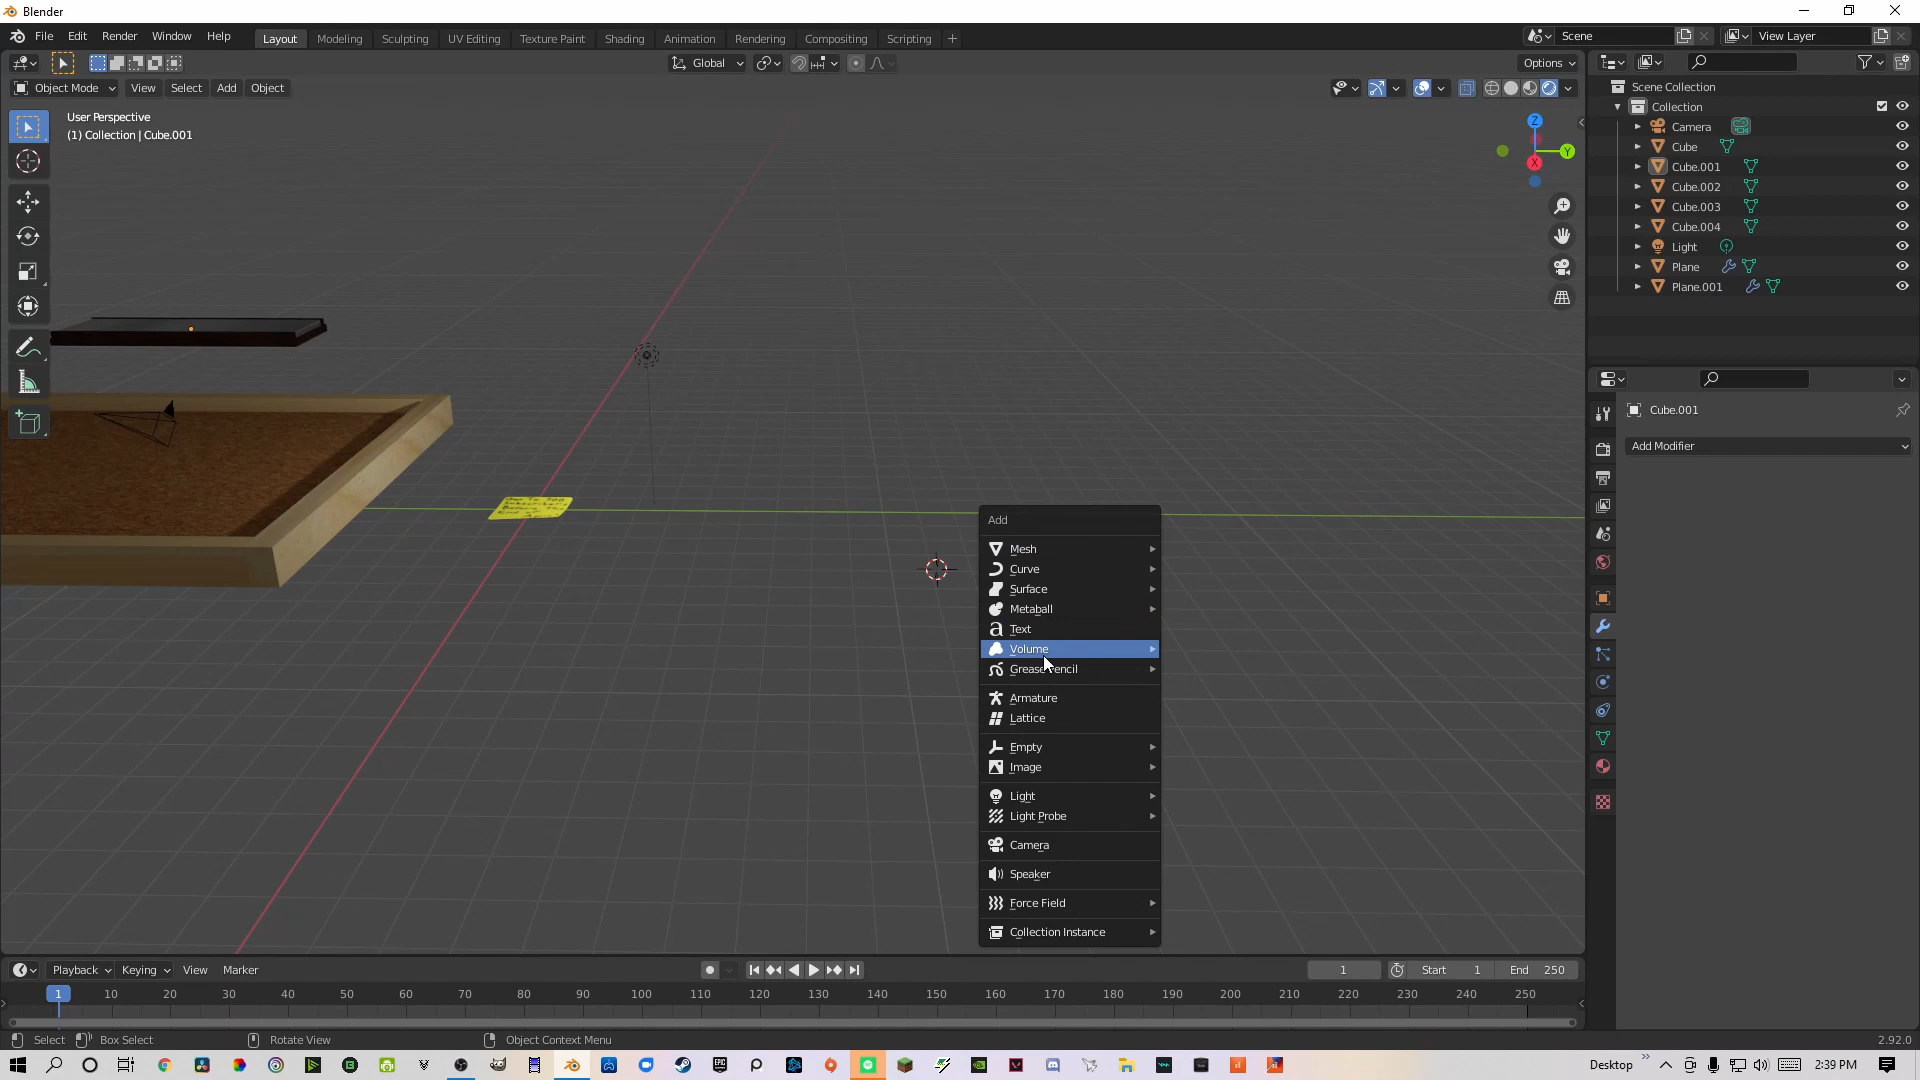 Blender
File Edit Render Window Help
Layout Modeling Sculpting UV Editing Texture Paint Shading Animation Rendering Compositing Scripting +
Scene View Layer
Global
Options
Object Mode View Select Add Object
User Perspective
(1) Collection | Cube.001
Z
Y
X
Scene Collection
Collection
Camera
Cube
Cube.001
Cube.002
Cube.003
Cube.004
Light
Plane
Plane.001
Cube.001
Add Modifier
Add
Mesh
Curve
Surface
Metaball
Text
Volume
Grease Pencil
Armature
Lattice
Empty
Image
Light
Light Probe
Camera
Speaker
Force Field
Collection Instance
Playback Keying View Marker
1 Start 1 End 250
1 10 20 30 40 50 60 70 80 90 100 110 120 130 140 150 160 170 180 190 200 210 220 230 240 250
Select Box Select Rotate View Object Context Menu 2.92.0
Desktop 2:39 PM